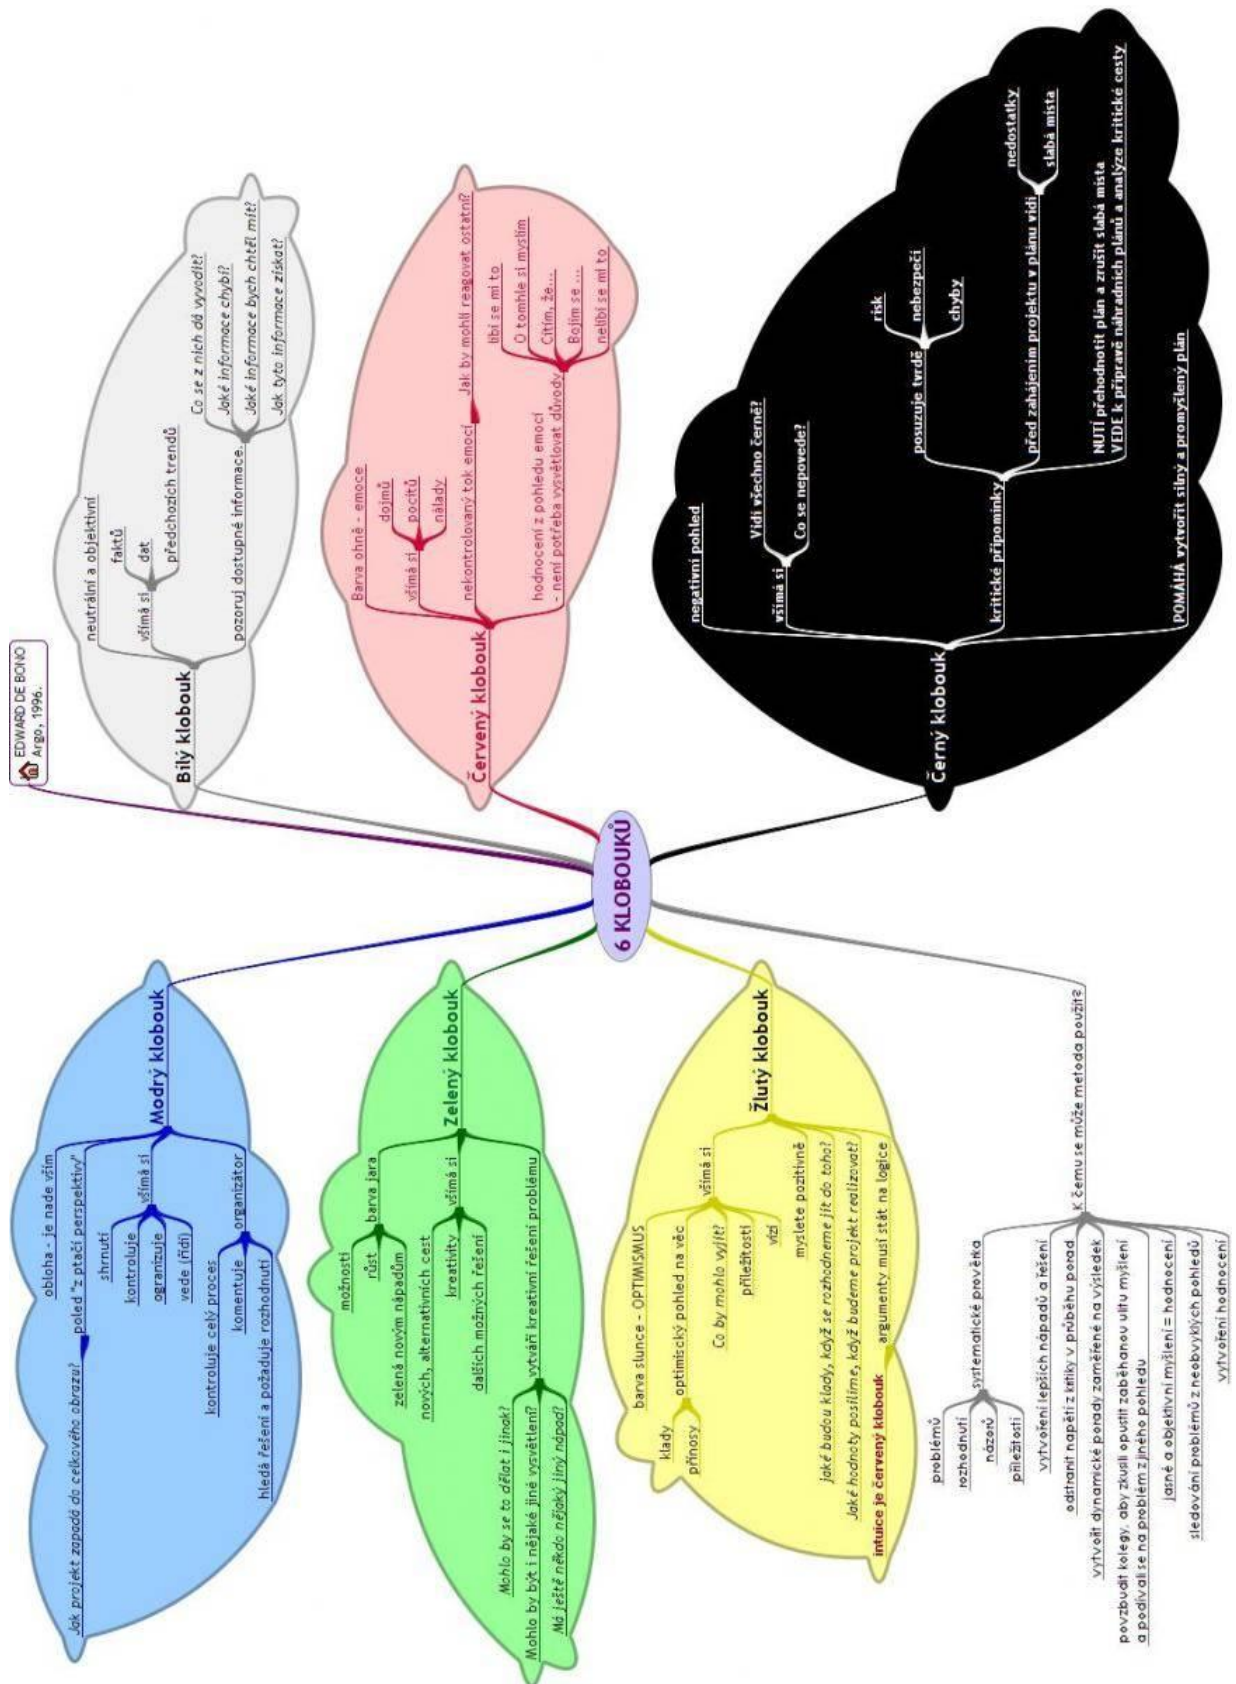 6 KLOBOUKŮ
EDWARD DE BONO
Argo, 1996.
Bílý klobouk
neutrální a objektivní
všímá si
faktů
dat
předchozích trendů
pozoruj dostupné informace.
Co se z nich dá vyvodit?
Jaké informace chybí?
Jaké informace bych chtěl mít?
Jak tyto informace získat?
Červený klobouk
Barva ohně - emoce
všímá si
dojmů
pocitů
nálady
nekontrolovaný tok emocí
Jak by mohli reagovat ostatní?
hodnocení z pohledu emocí
- není potřeba vysvětlovat důvody
líbí se mi to
O tomhle si myslím
Cítím, že...
Bojím se ...
nelíbí se mi to
Černý klobouk
negativní pohled
všímá si
Vidí všechno černě?
Co se nepovede?
kritické připomínky
posuzuje tvrdě
risk
nebezpečí
chyby
před zahájením projektu v plánu vidí
nedostatky
slabá místa
NUTÍ přehodnotit plán a zrušit slabá místa
VEDE k přípravě náhradních plánů a analýze kritické cesty
POMÁHÁ vytvořit silný a promyšlený plán
Modrý klobouk
obloha - je nade vším
poled "z ptačí perspektivy"
Jak projekt zapadá do celkového obrazu?
všímá si
shrnutí
kontroluje
ogranizuje
vede (řídí)
organizátor
kontroluje celý proces
komentuje
hledá řešení a požaduje rozhodnutí
Zelený klobouk
barva jara
možnosti
růst
zelená novým nápadům
všímá si
nových, alternativních cest
kreativity
dalších možných řešení
vytváří kreativní řešení problému
Mohlo by se to dělat i jinak?
Mohlo by být i nějaké jiné vysvětlení?
Má ještě někdo nějaký jiný nápad?
Žlutý klobouk
barva slunce - OPTIMISMUS
všímá si
optimiscký pohled na věc
klady
přínosy
Co by mohlo vyjít?
příležitostí
vizí
myslete pozitivně
jaké budou klady, když se rozhodneme jít do toho?
Jaké hodnoty posílíme, když budeme projekt realizovat?
argumenty musí stát na logice
intuice je červený klobouk
K čemu se může metoda použít?
systematické prověrka
problémů
rozhodnutí
názorů
příležitostí
vytvoření lepších nápadů a řešení
odstranit napětí z kritiky v průběhu porad
vytvořit dynamické porady zaměřené na výsledek
povzbudit kolegy, aby zkusli opustit zaběhanou ulitu myšlení
a podívali se na problém z jiného pohledu
jasné a objektivní myšlení = hodnocení
sledování problémů z neobvyklých pohledů
vytvoření hodnocení